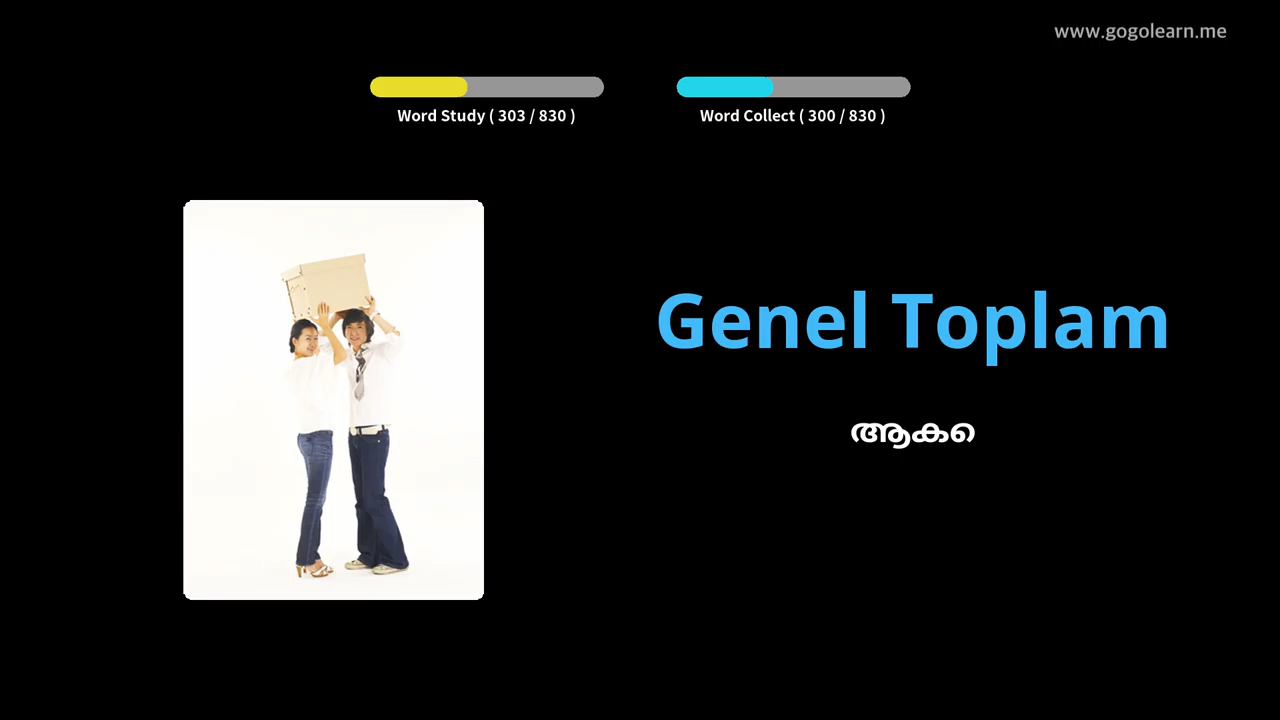 www.gogolearn.me
Word Study ( 303 / 830 )
Word Collect ( 300 / 830 )
Genel Toplam
ആകെ